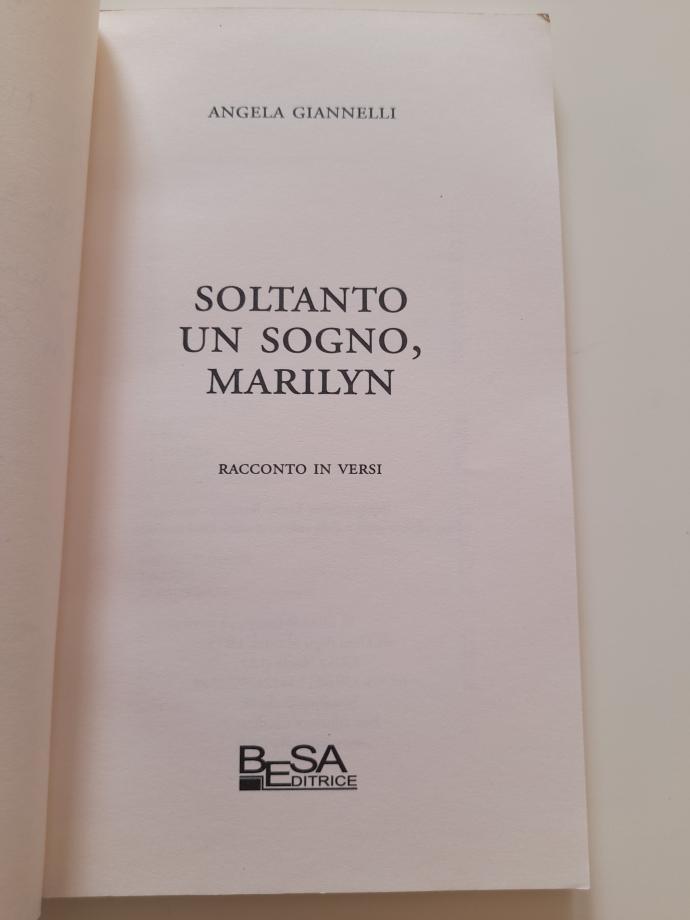 ANGELA GIANNELLI
SOLTANTO
UN SOGNO,
MARILYN
RACCONTO IN VERSI
BESA
EDITRICE